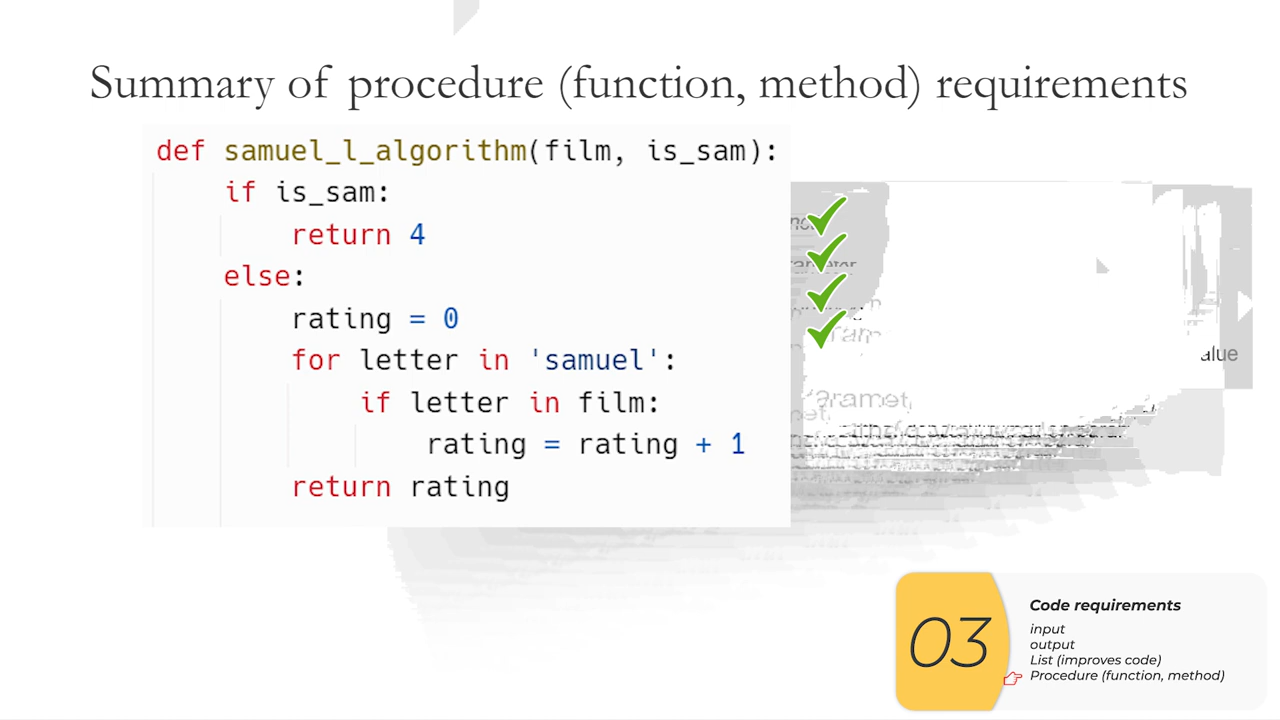 Summary of procedure (function, method) requirements
def samuel_l_algorithm(film, is_sam):
if is_sam:
return 4
else:
rating = 0
for letter in 'samuel':
if letter in film:
rating = rating + 1
return rating
03
Code requirements
input
output
List (improves code)
Procedure (function, method)